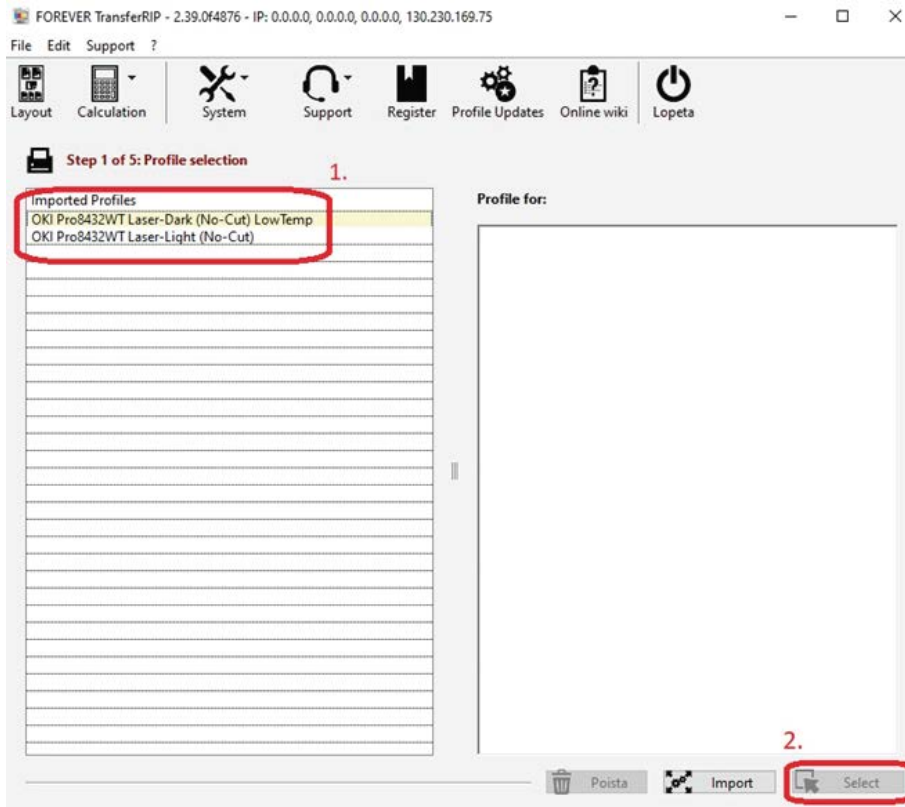 FOREVER TransferRIP - 2.39.0f4876 - IP: 0.0.0.0, 0.0.0.0, 0.0.0.0, 130.230.169.75
File Edit Support ?
Layout Calculation System Support Register Profile Updates Online wiki Lopeta
Step 1 of 5: Profile selection
1.
Imported Profiles
OKI Pro8432WT Laser-Dark (No-Cut) LowTemp
OKI Pro8432WT Laser-Light (No-Cut)
Profile for:
2.
Poista Import Select